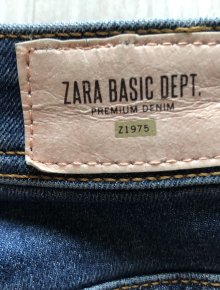 ZARA BASIC DEPT.
PREMIUM DENIM
Z1975